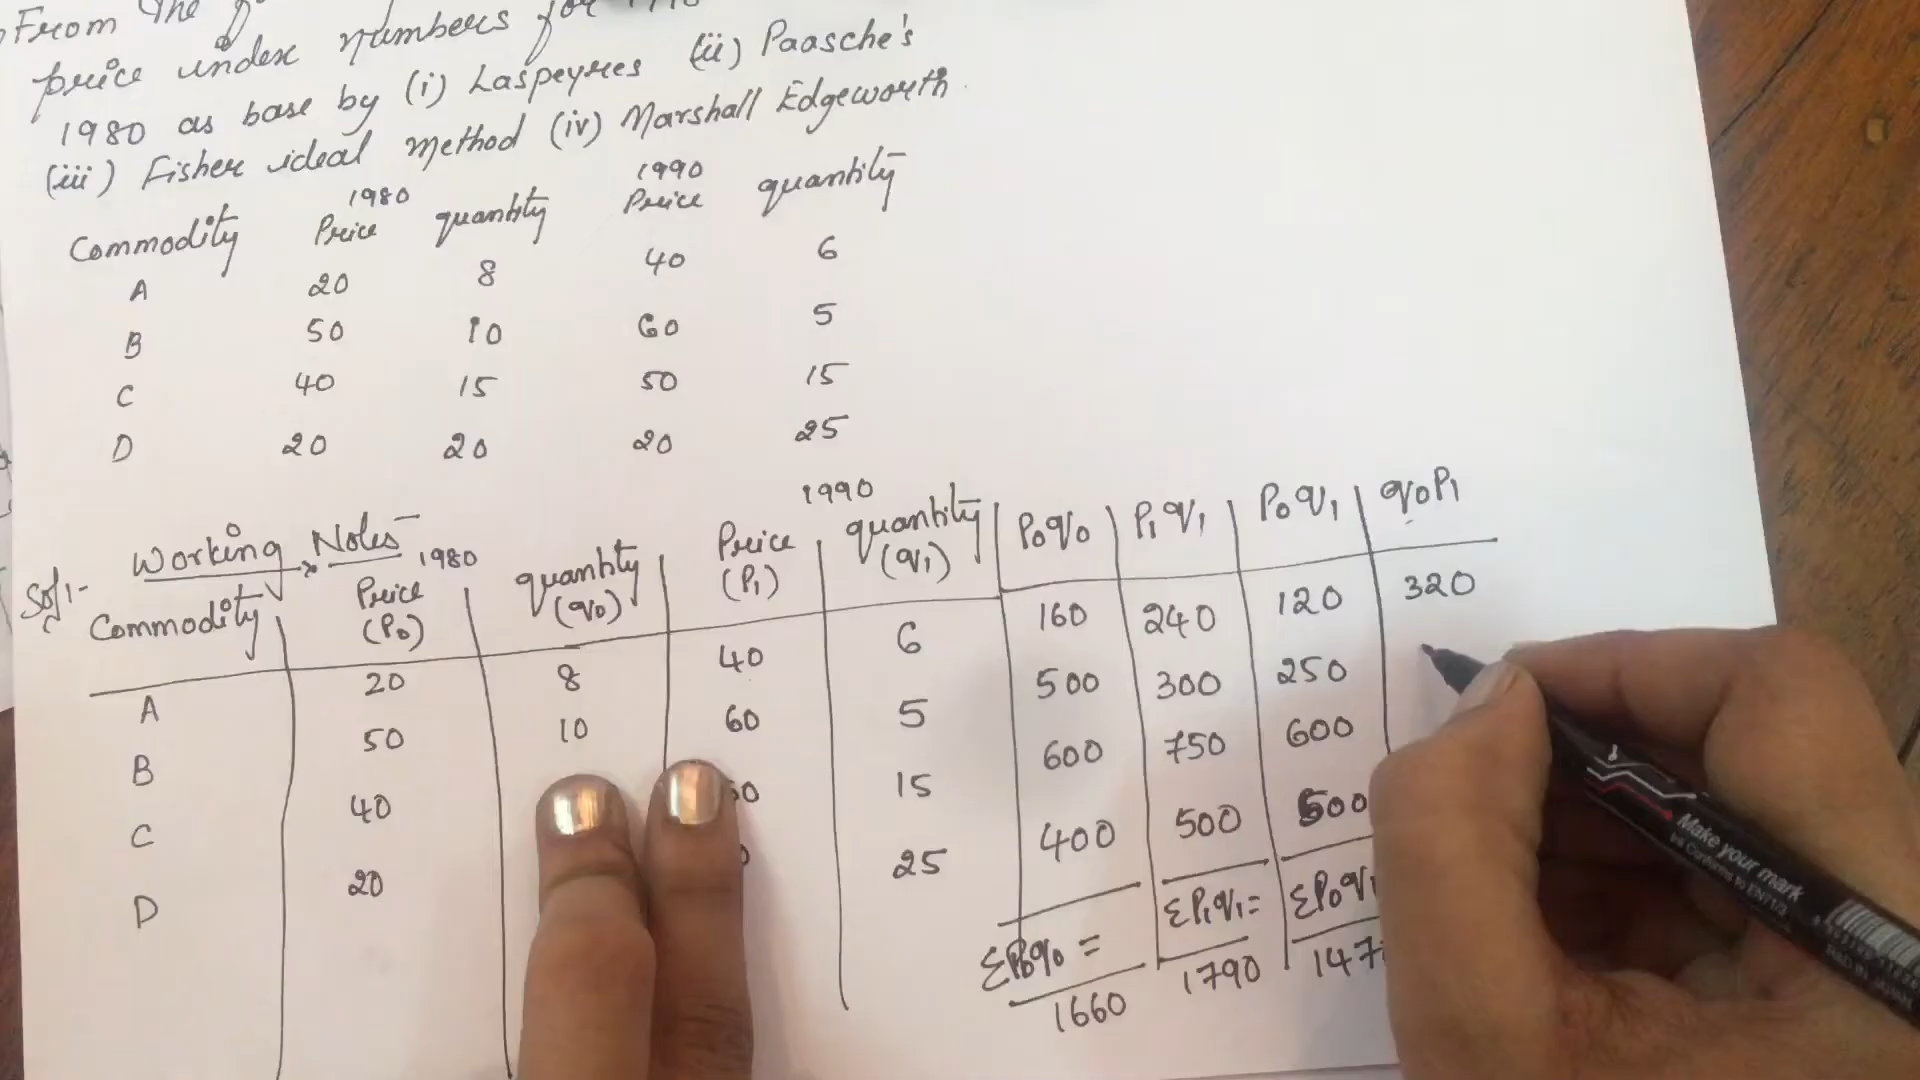 From The
price index numbers for
1980 as base by (i) Laspeyres (ii) Paasche's
(iii) Fisher ideal method (iv) Marshall Edgeworth
1980 1990
Commodity Price quantity Price quantity
A 20 8 40 6
B 50 10 60 5
C 40 15 50 15
D 20 20 20 25
Sol:- Working Notes
1980 1990
Commodity Price (P0) quantity (q0) Price (P1) quantity (q1) P0q0 P1q1 P0q1 q0P1
A 20 8 40 6 160 240 120 320
B 50 10 60 5 500 300 250
C 40 15 600 750 600
D 20 25 400 500 500
ΣP0q0 = 1660 ΣP1q1 = 1790 ΣP0q1
Make your mark